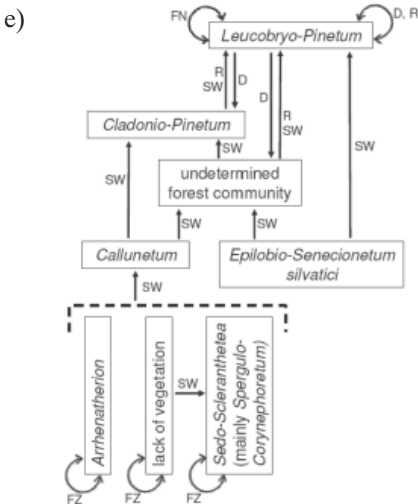 e)
FN
D, R
Leucobryo-Pinetum
R
SW
D
D
R
SW
Cladonio-Pinetum
SW
SW
SW
undetermined
forest community
SW
SW
Callunetum
Epilobio-Senecionetum
silvatici
SW
Arrhenatherion
lack of vegetation
SW
Sedo-Scleranthetea
(mainly Spergulo-
Corynephoretum)
FZ
FZ
FZ